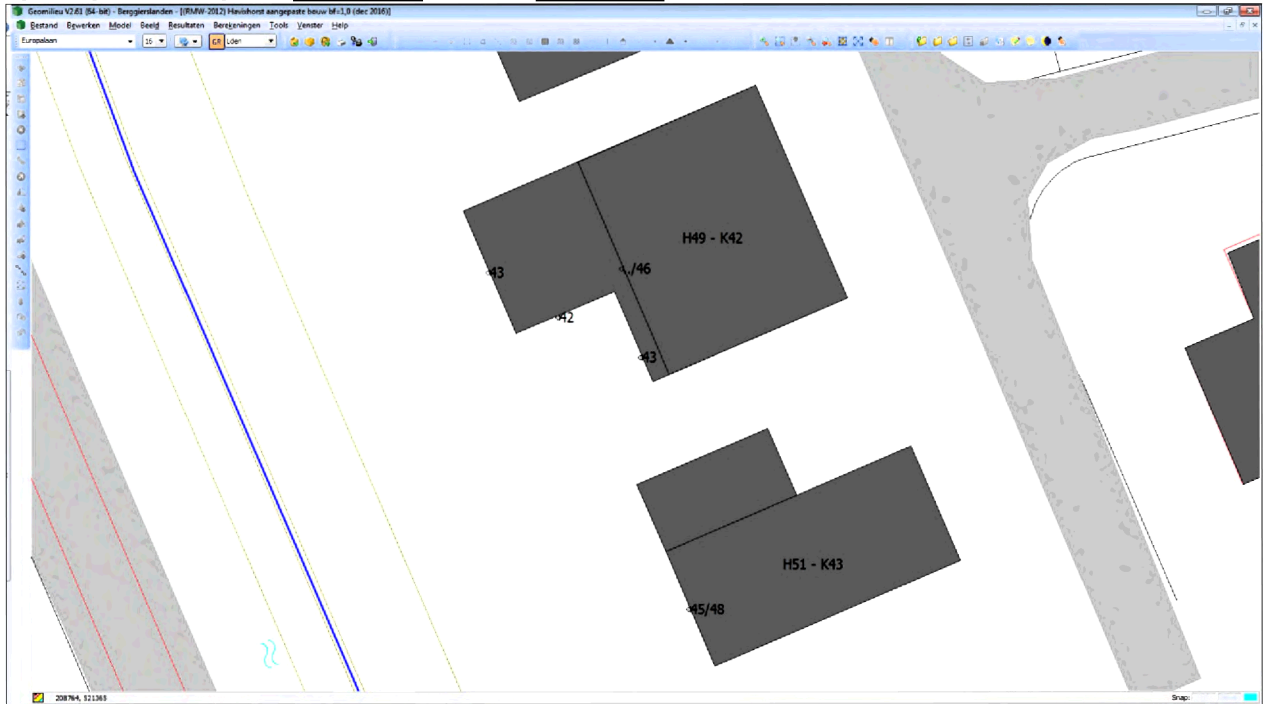 Geomilieu V2.61 (64-bit) - Berggierslanden - [(RMW-2012) Havishorst aangepaste bouw bf=1,0 (dec 2016)]
Bestand Bewerken Model Beeld Resultaten Berekeningen Tools Venster Help
Europalaan 16 GR Lden
H49 - K42
43
../46
42
43
H51 - K43
45/48
208764, 521365
Snap: